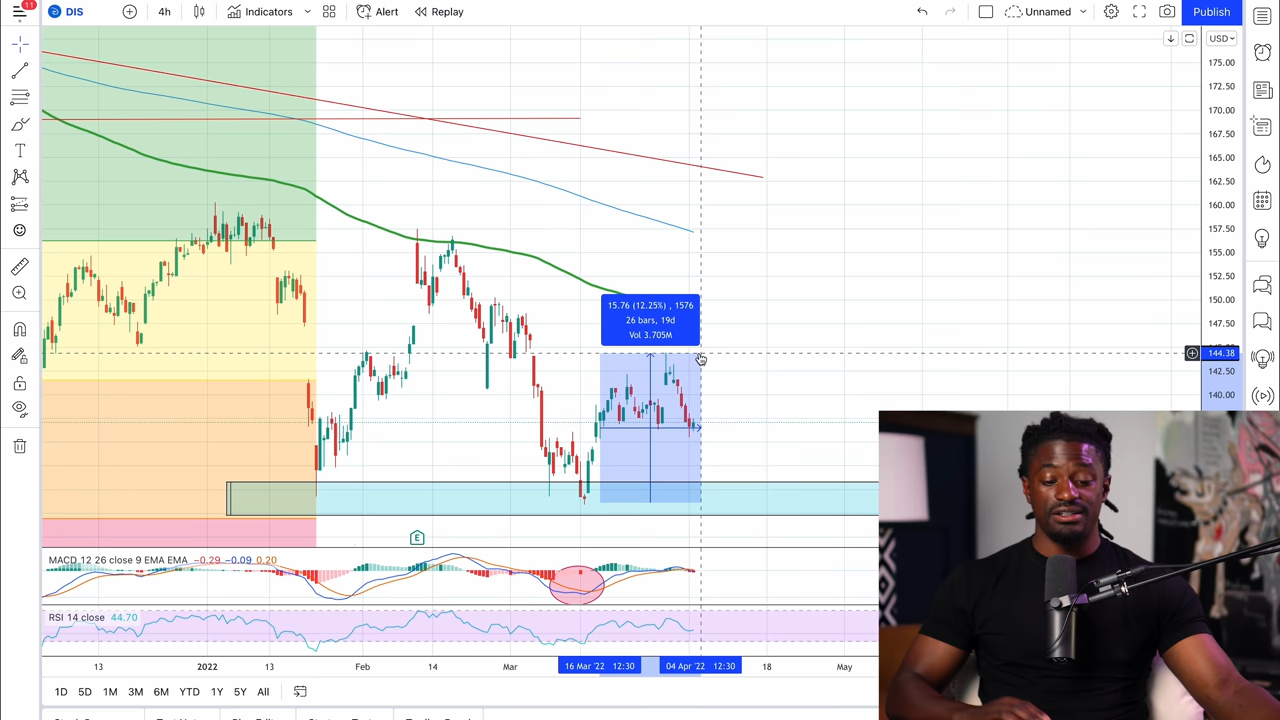 11
DIS
4h
Indicators
Alert
Replay
Unnamed
Publish
USD
175.00
172.50
170.00
167.50
165.00
162.50
160.00
157.50
155.00
152.50
150.00
147.50
144.38
142.50
140.00
15.76 (12.25%) , 1576
26 bars, 19d
Vol 3.705M
E
MACD 12 26 close 9 EMA EMA −0.29 −0.09 0.20
RSI 14 close 44.70
13
2022
13
Feb
14
Mar
16 Mar '22 12:30
04 Apr '22 12:30
18
May
1D 5D 1M 3M 6M YTD 1Y 5Y All